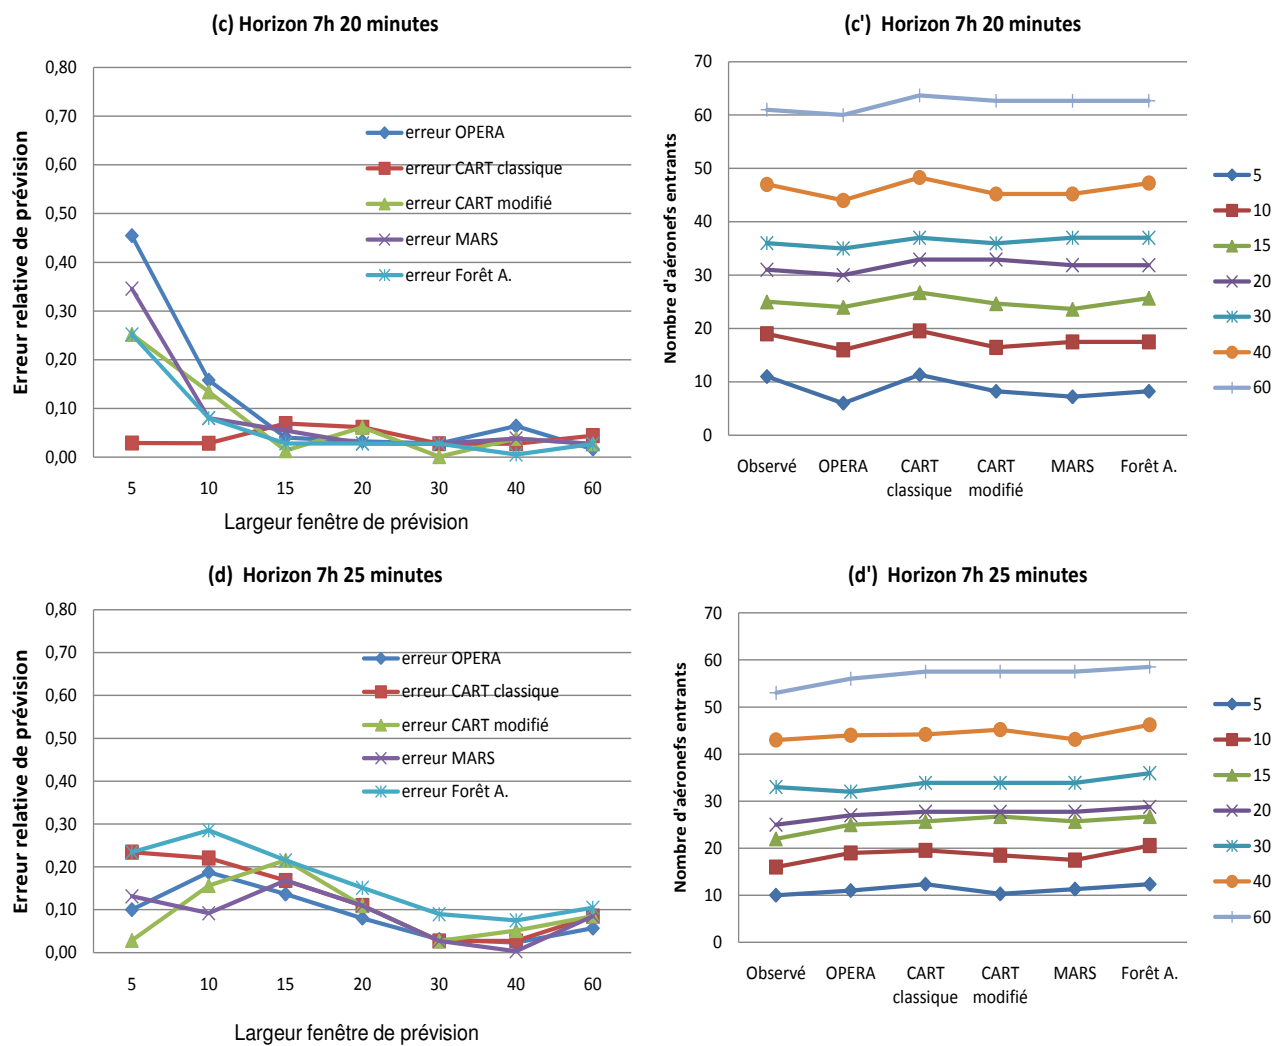 (c) Horizon 7h 20 minutes
Erreur relative de prévision
0,80
0,70
0,60
0,50
0,40
0,30
0,20
0,10
0,00
erreur OPERA
erreur CART classique
erreur CART modifié
erreur MARS
erreur Forêt A.
5 10 15 20 30 40 60
Largeur fenêtre de prévision
(c') Horizon 7h 20 minutes
Nombre d'aéronefs entrants
70
60
50
40
30
20
10
0
Observé OPERA CART CART MARS Forêt A.
classique modifié
5
10
15
20
30
40
60
(d) Horizon 7h 25 minutes
Erreur relative de prévision
0,80
0,70
0,60
0,50
0,40
0,30
0,20
0,10
0,00
erreur OPERA
erreur CART classique
erreur CART modifié
erreur MARS
erreur Forêt A.
5 10 15 20 30 40 60
Largeur fenêtre de prévision
d') Horizon 7h 25 minutes
Nombre d'aéronefs entrants
70
60
50
40
30
20
10
0
Observé OPERA CART CART MARS Forêt A.
classique modifié
5
10
15
20
30
40
60